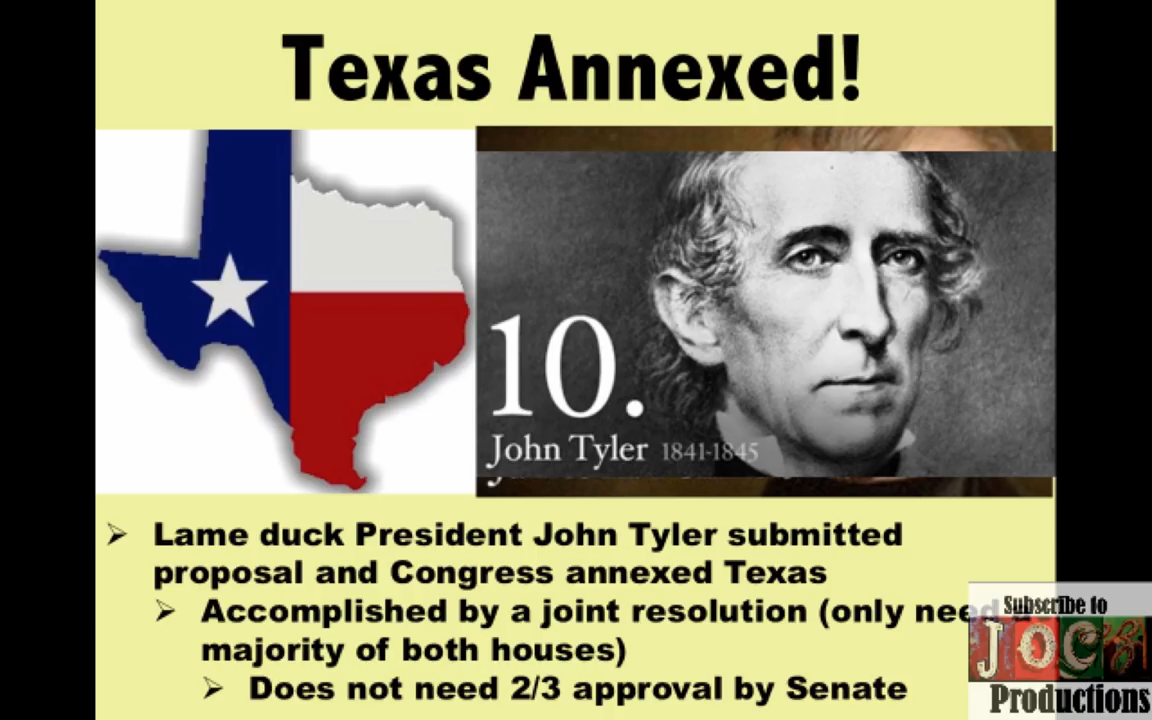 Texas Annexed!
10.
John Tyler 1841-1845
➢ Lame duck President John Tyler submitted
proposal and Congress annexed Texas
➢ Accomplished by a joint resolution (only need
majority of both houses)
➢ Does not need 2/3 approval by Senate
Subscribe to
JOCZ
Productions